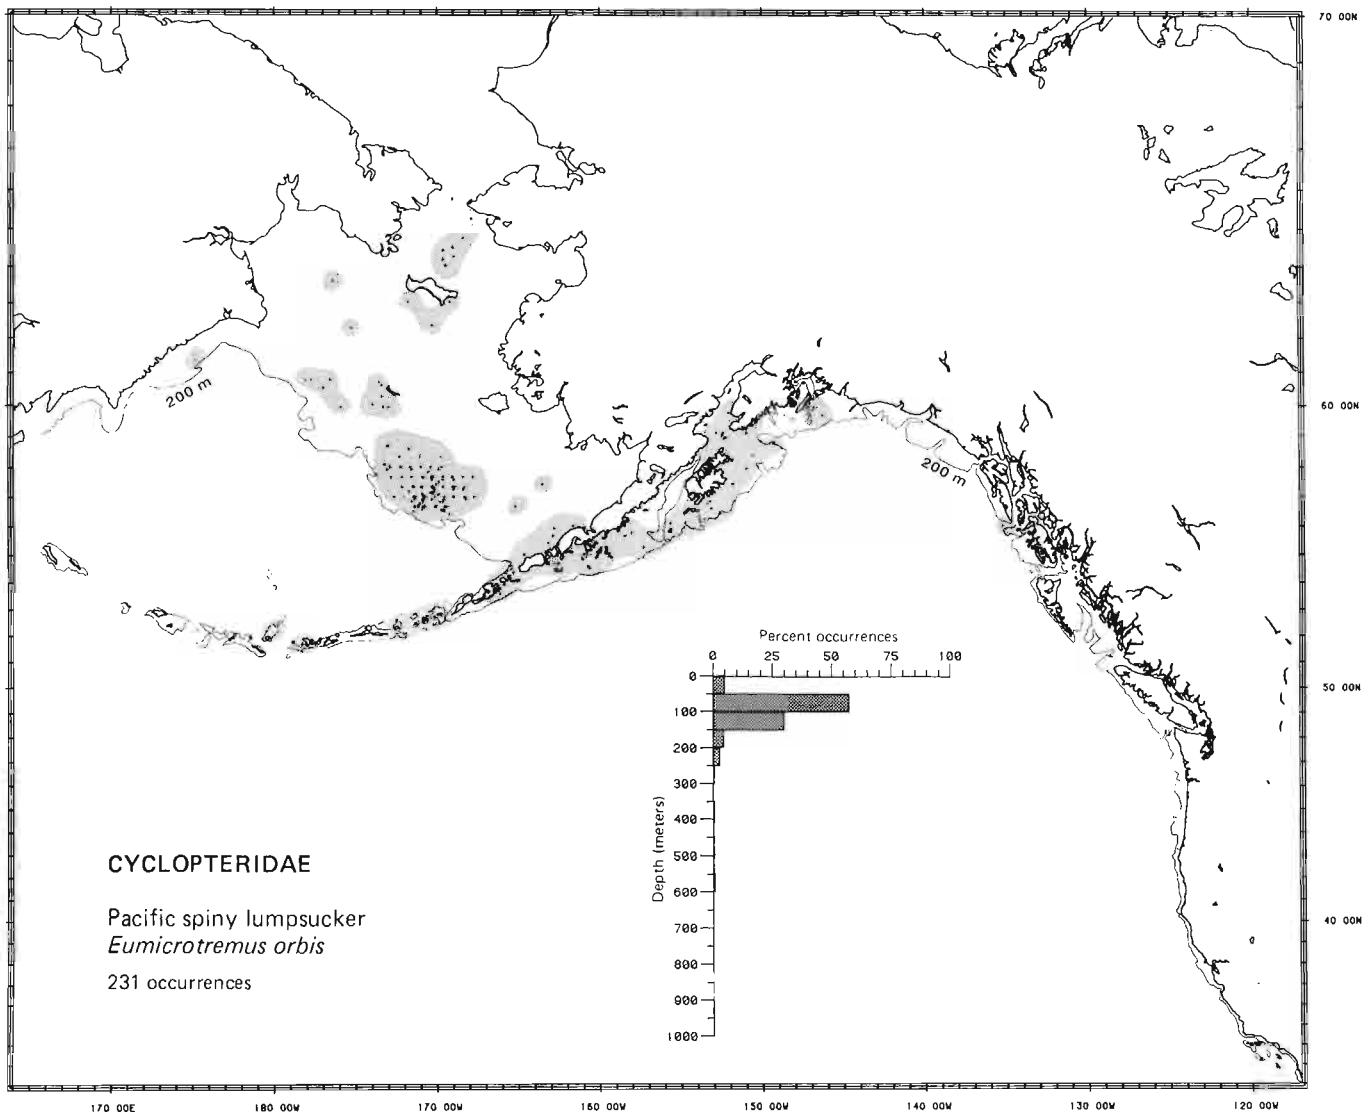 70 00N
200 m
60 00N
200 m
Percent occurrences
0 25 50 75 100
0
50 00N
100
200
300
400
500
600
700
800
900
1000
Depth (meters)
CYCLOPTERIDAE
Pacific spiny lumpsucker
Eumicrotremus orbis
231 occurrences
40 00N
170 00E 180 00W 170 00W 160 00W 150 00W 140 00W 130 00W 120 00W